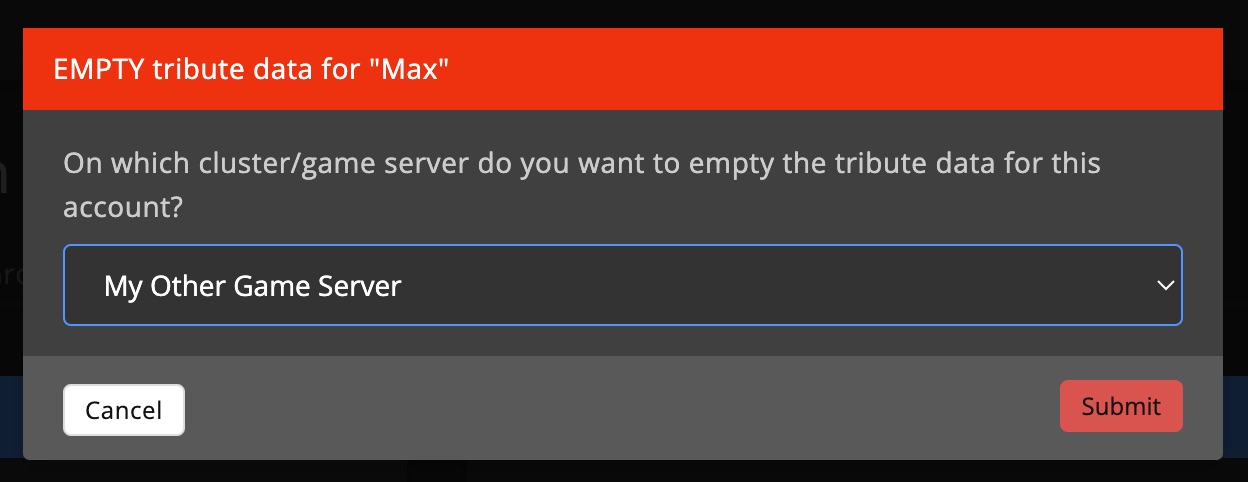 EMPTY tribute data for "Max"
On which cluster/game server do you want to empty the tribute data for this
account?
My Other Game Server
Cancel
Submit